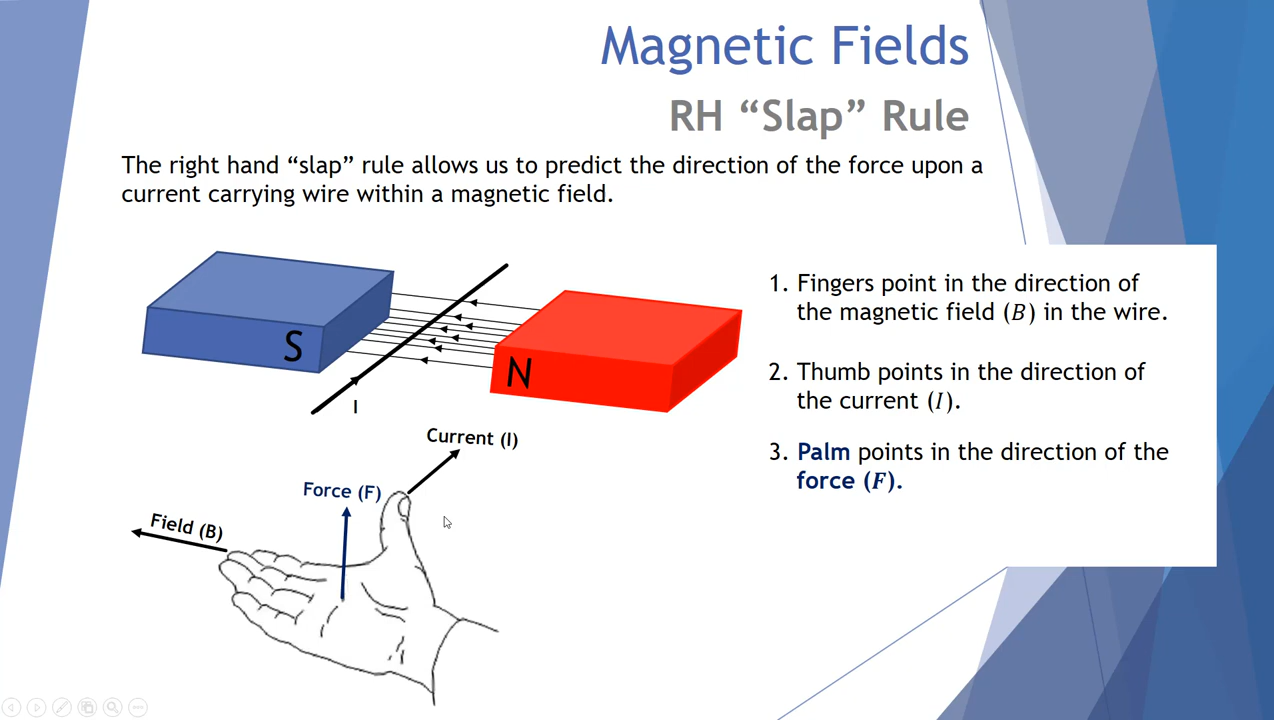 Magnetic Fields
RH “Slap” Rule
The right hand “slap” rule allows us to predict the direction of the force upon a
current carrying wire within a magnetic field.
S
N
I
1. Fingers point in the direction of
the magnetic field (B) in the wire.
2. Thumb points in the direction of
the current (I).
3. Palm points in the direction of the
force (F).
Current (I)
Force (F)
Field (B)